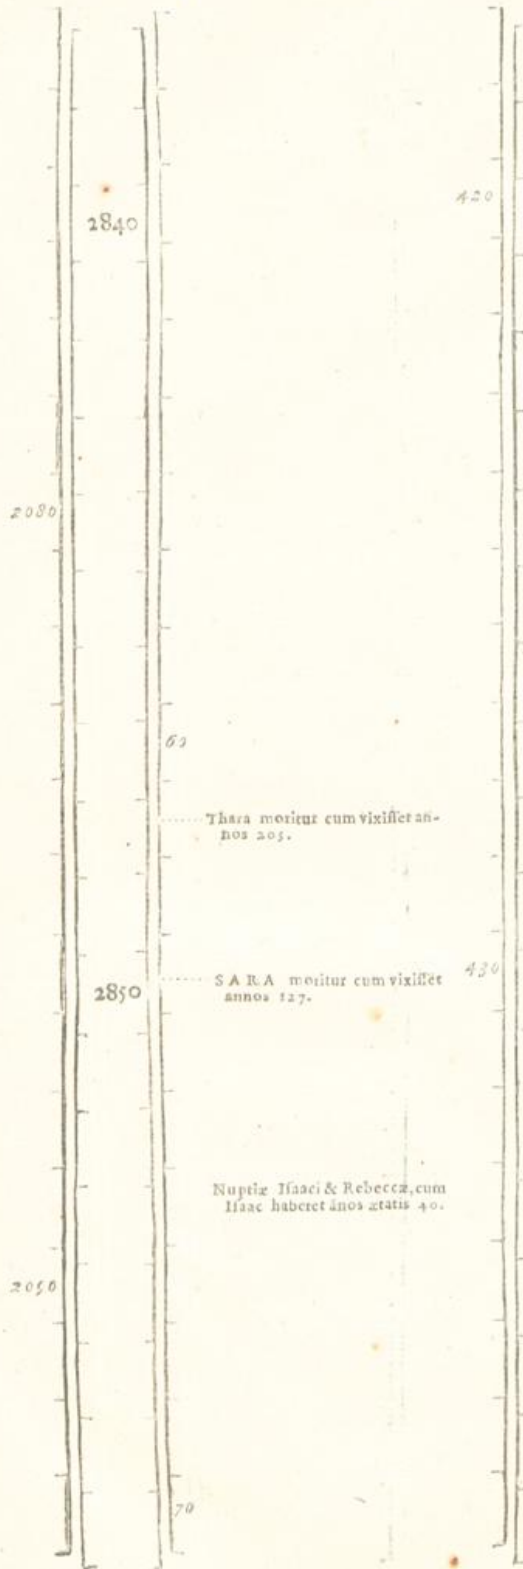 420
2840
2080
60
Thara moritur cum vixiſſet an-
nos 205.
430
SARA moritur cum vixiſſet
annos 127.
2850
Nuptiæ Iſaaci & Rebeccæ, cum
Iſaac haberet ãnos ætatis 40.
2090
70